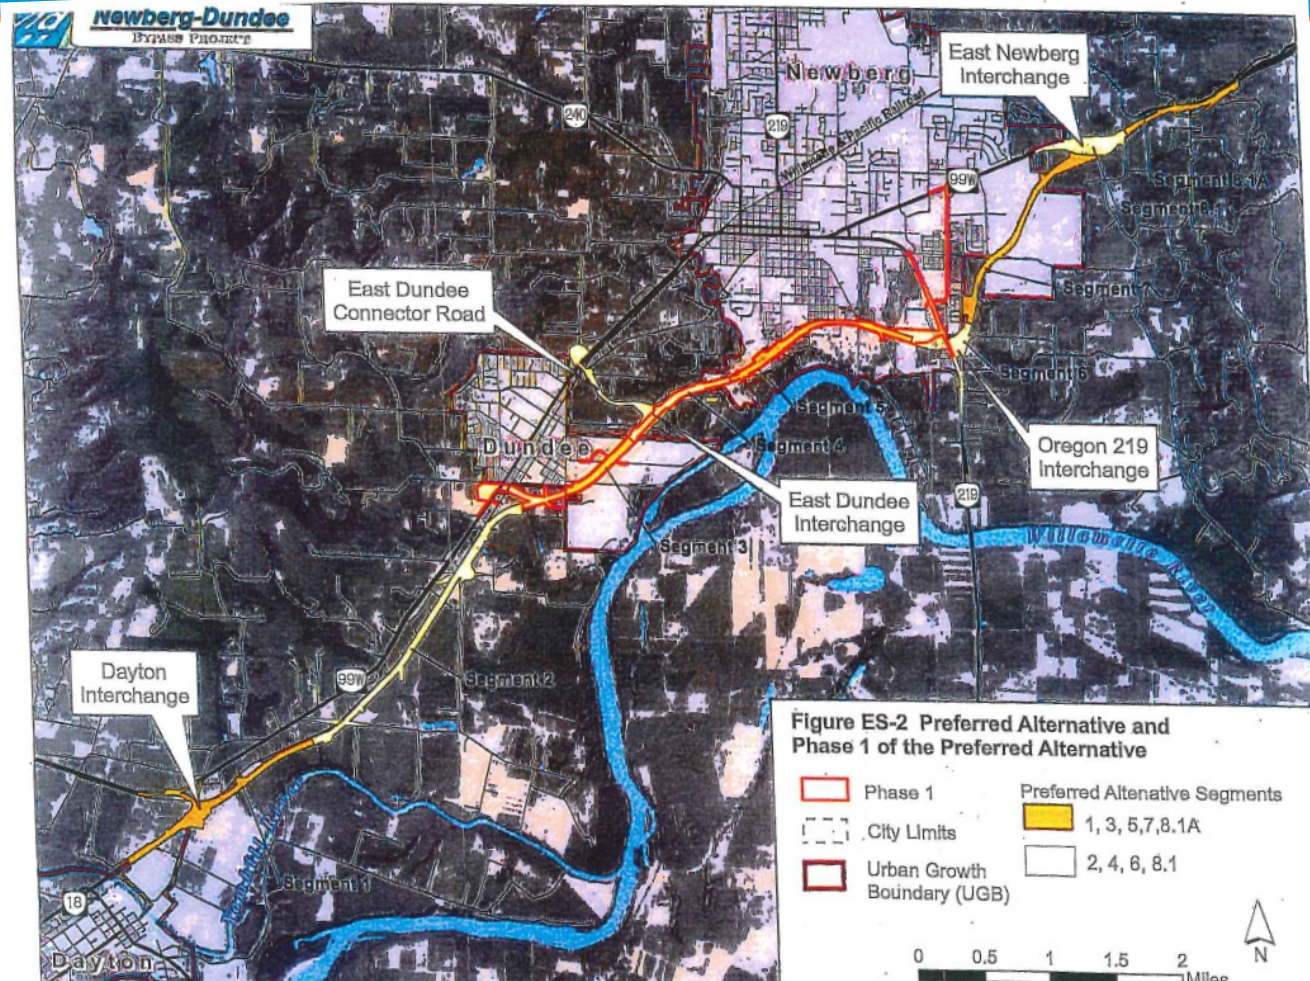 Newberg-Dundee
BYPASS PROJECT
East Newberg
Interchange
Newberg
240
219
Willamette & Pacific Railroad
99W
Segment 8.1A
Segment 8.1
East Dundee
Connector Road
Segment 7
Segment 6
Segment 5
Dundee
Segment 4
Oregon 219
Interchange
East Dundee
Interchange
219
Segment 3
Willamette River
Dayton
Interchange
99W
Segment 2
Segment 1
18
Dayton
Figure ES-2 Preferred Alternative and
Phase 1 of the Preferred Alternative
Phase 1
City Limits
Urban Growth
Boundary (UGB)
Preferred Altenative Segments
1, 3, 5,7,8.1A
2, 4, 6, 8.1
N
0 0.5 1 1.5 2
Miles